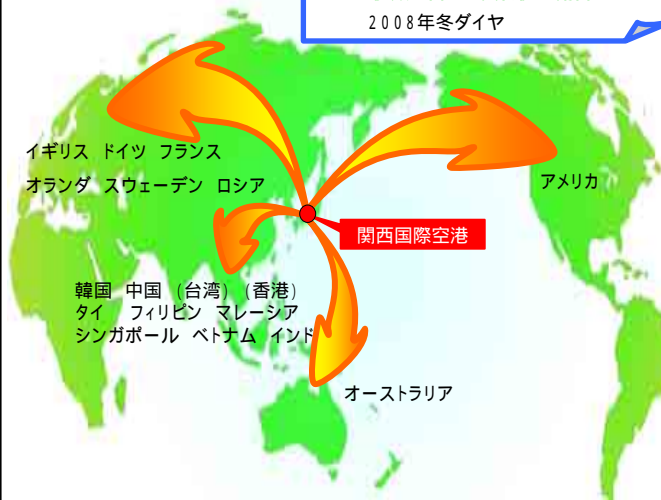 2008年冬ダイヤ
イギリス ドイツ フランス
オランダ スウェーデン ロシア
アメリカ
関西国際空港
韓国 中国 (台湾) (香港)
タイ フィリピン マレーシア
シンガポール ベトナム インド
オーストラリア